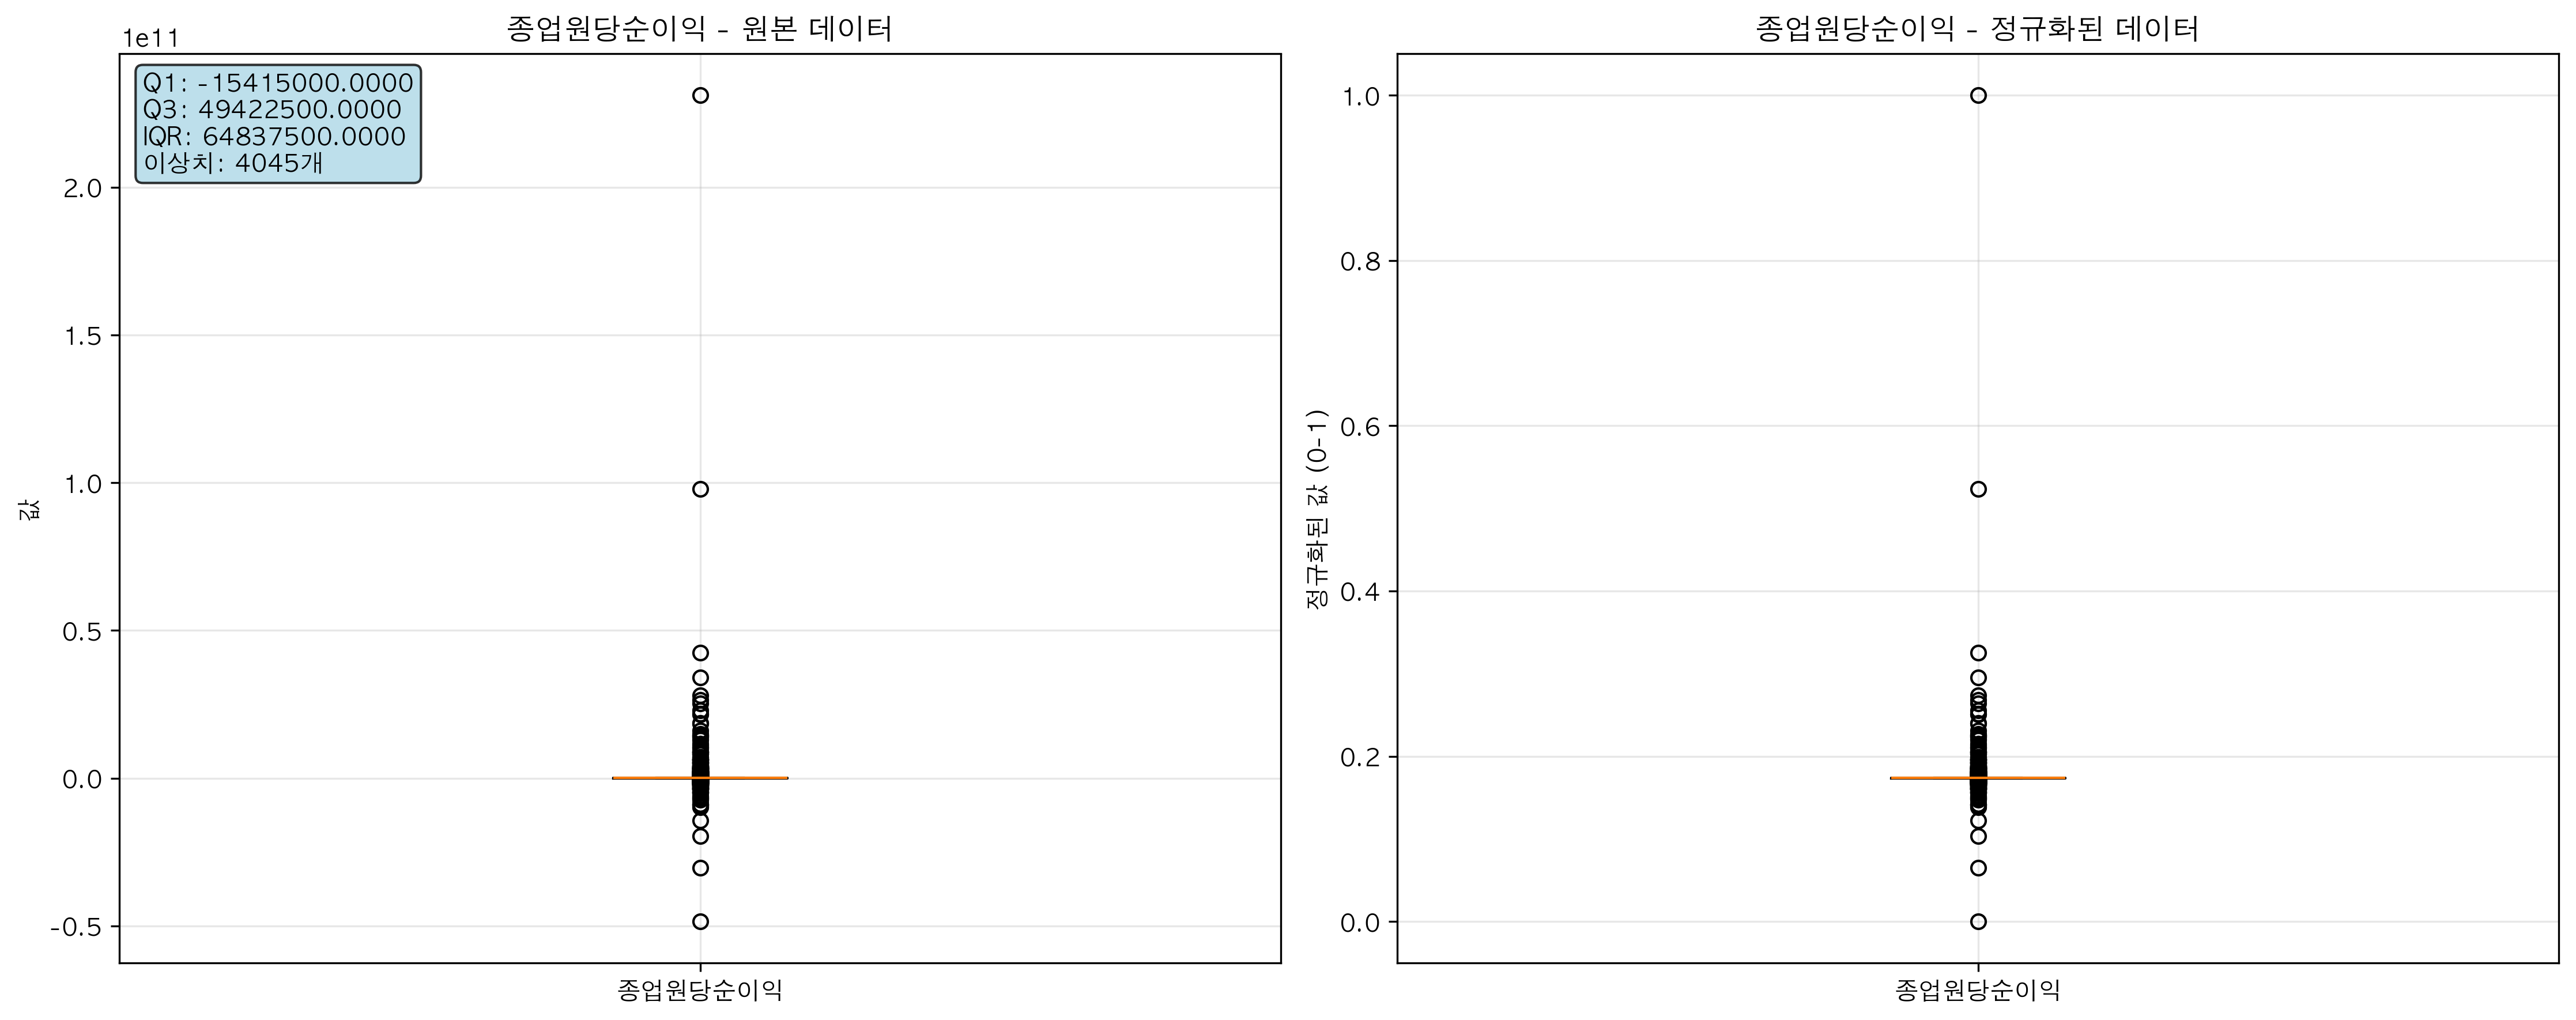 종업원당순이익 - 원본 데이터
1e11
Q1: -15415000.0000
Q3: 49422500.0000
IQR: 64837500.0000
이상치: 4045개
2.0
1.5
1.0
0.5
0.0
-0.5
값
종업원당순이익
종업원당순이익 - 정규화된 데이터
1.0
0.8
0.6
0.4
0.2
0.0
정규화된 값 (0-1)
종업원당순이익